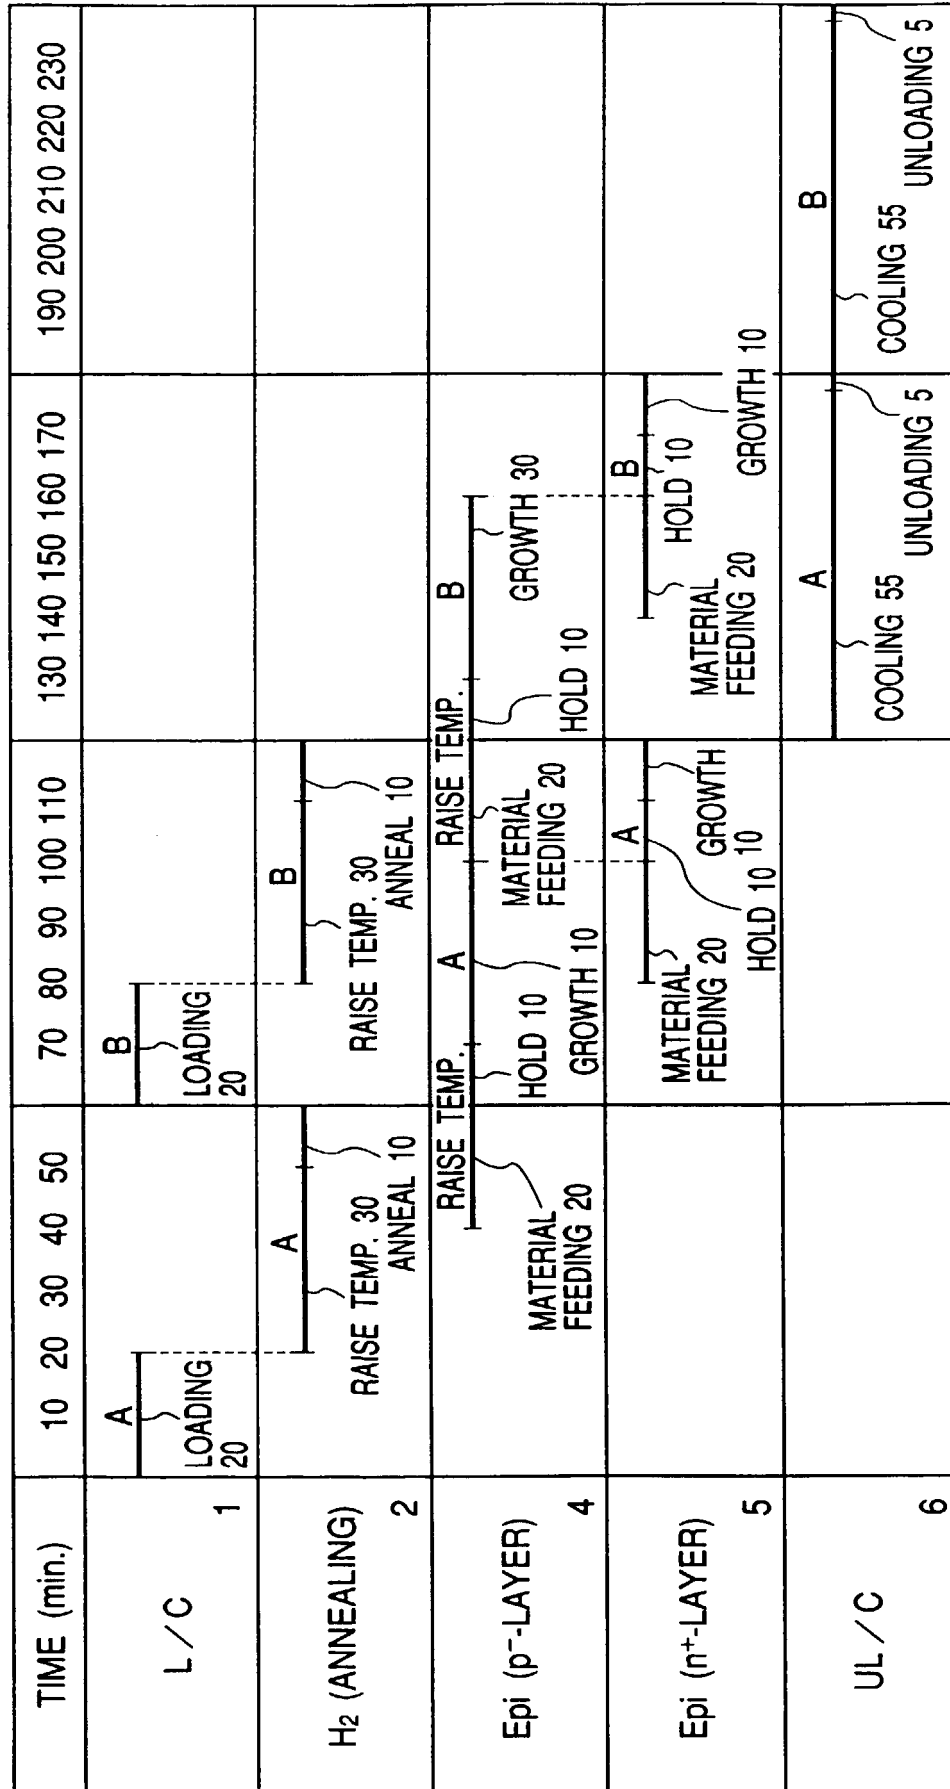 TIME (min.)
10 20 30 40 50 70 80 90 100 110 130 140 150 160 170 190 200 210 220 230
L/C
1
A
LOADING
20
B
LOADING
20
H2 (ANNEALING)
2
A
RAISE TEMP. 30
ANNEAL 10
B
RAISE TEMP. 30
ANNEAL 10
Epi (p--LAYER)
4
RAISE TEMP.
MATERIAL
FEEDING 20
A
HOLD 10
GROWTH 10
RAISE TEMP.
MATERIAL
FEEDING 20
B
HOLD 10
GROWTH 30
Epi (n+-LAYER)
5
MATERIAL
FEEDING 20
A
HOLD 10
GROWTH
10
MATERIAL
FEEDING 20
B
HOLD 10
GROWTH 10
UL/C
6
A
COOLING 55
UNLOADING 5
B
COOLING 55
UNLOADING 5